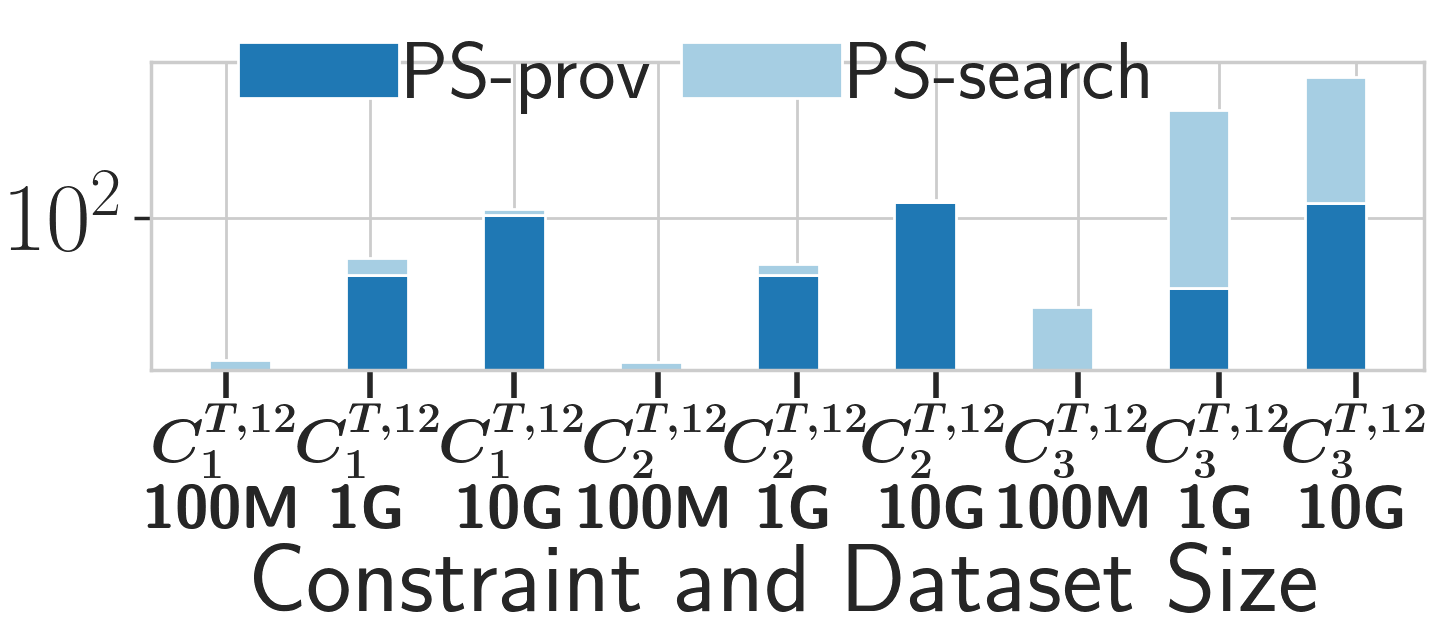 PS-prov PS-search
10^2
C_1^{T,12} C_1^{T,12} C_1^{T,12} C_2^{T,12} C_2^{T,12} C_2^{T,12} C_3^{T,12} C_3^{T,12} C_3^{T,12}
100M 1G 10G 100M 1G 10G 100M 1G 10G
Constraint and Dataset Size